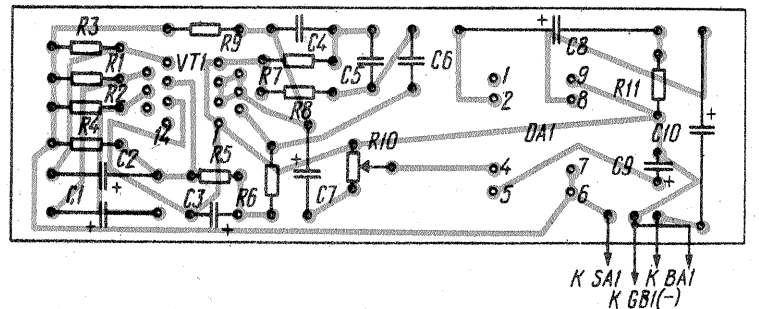 R3
R1
R2
R4
C1
C2
VT1
14
1
R9
R7
R8
R5
C3
R6
C4
C5
C6
C7
R10
1
2
4
5
9
8
7
6
C8
R11
DA1
C10
C9
К SA1
К GB1(-)
К BA1